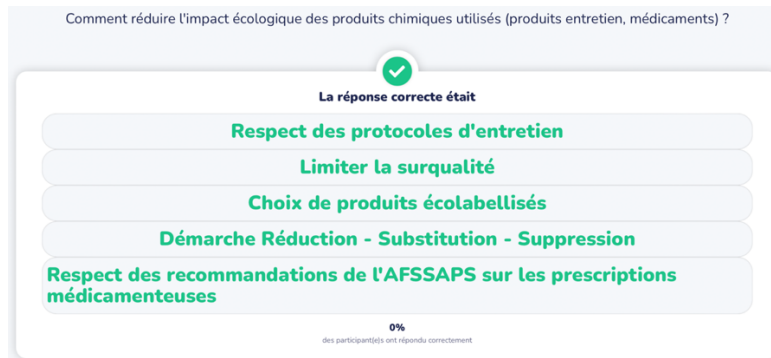 Comment réduire l'impact écologique des produits chimiques utilisés (produits entretien, médicaments) ?
La réponse correcte était
Respect des protocoles d'entretien
Limiter la surqualité
Choix de produits écolabellisés
Démarche Réduction - Substitution - Suppression
Respect des recommandations de l'AFSSAPS sur les prescriptions
médicamenteuses
0%
des participant(e)s ont répondu correctement